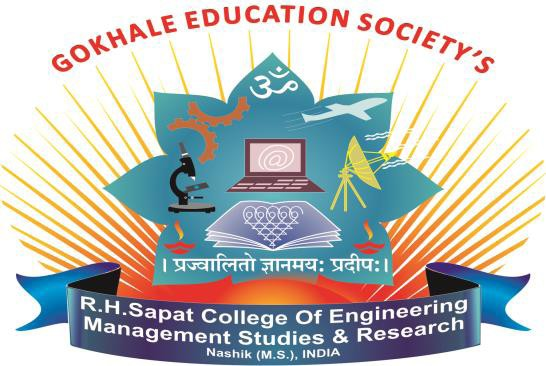 GOKHALE EDUCATION SOCIETY'S
ॐ
@
। प्रज्वालितो ज्ञानमय: प्रदीप:।
R.H.Sapat College Of Engineering
Management Studies & Research
Nashik (M.S.), INDIA